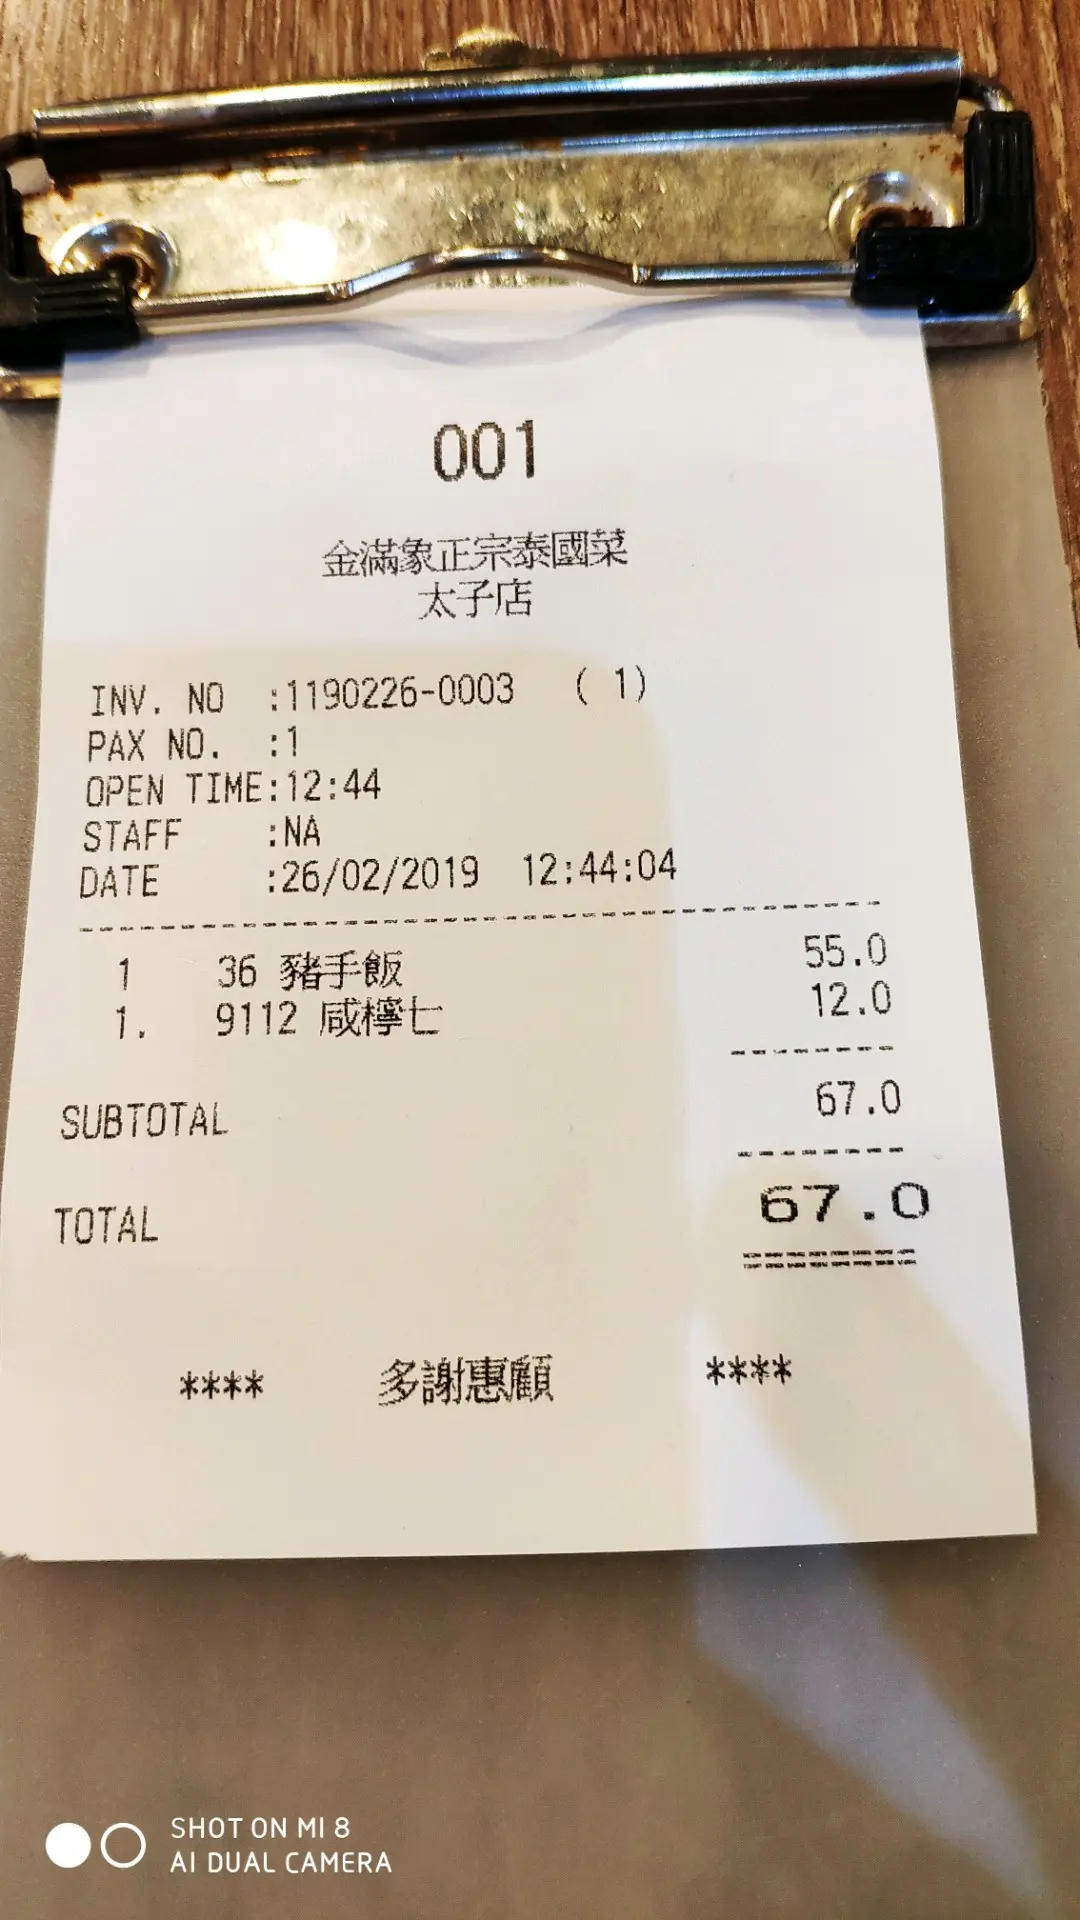 001
金滿象正宗泰國菜
太子店
INV. NO :1190226-0003 ( 1)
PAX NO. :1
OPEN TIME:12:44
STAFF :NA
DATE :26/02/2019 12:44:04
1 36 豬手飯 55.0
1. 9112 咸檸七 12.0
SUBTOTAL 67.0
TOTAL 67.0
**** 多謝惠顧 ****
SHOT ON MI 8
AI DUAL CAMERA